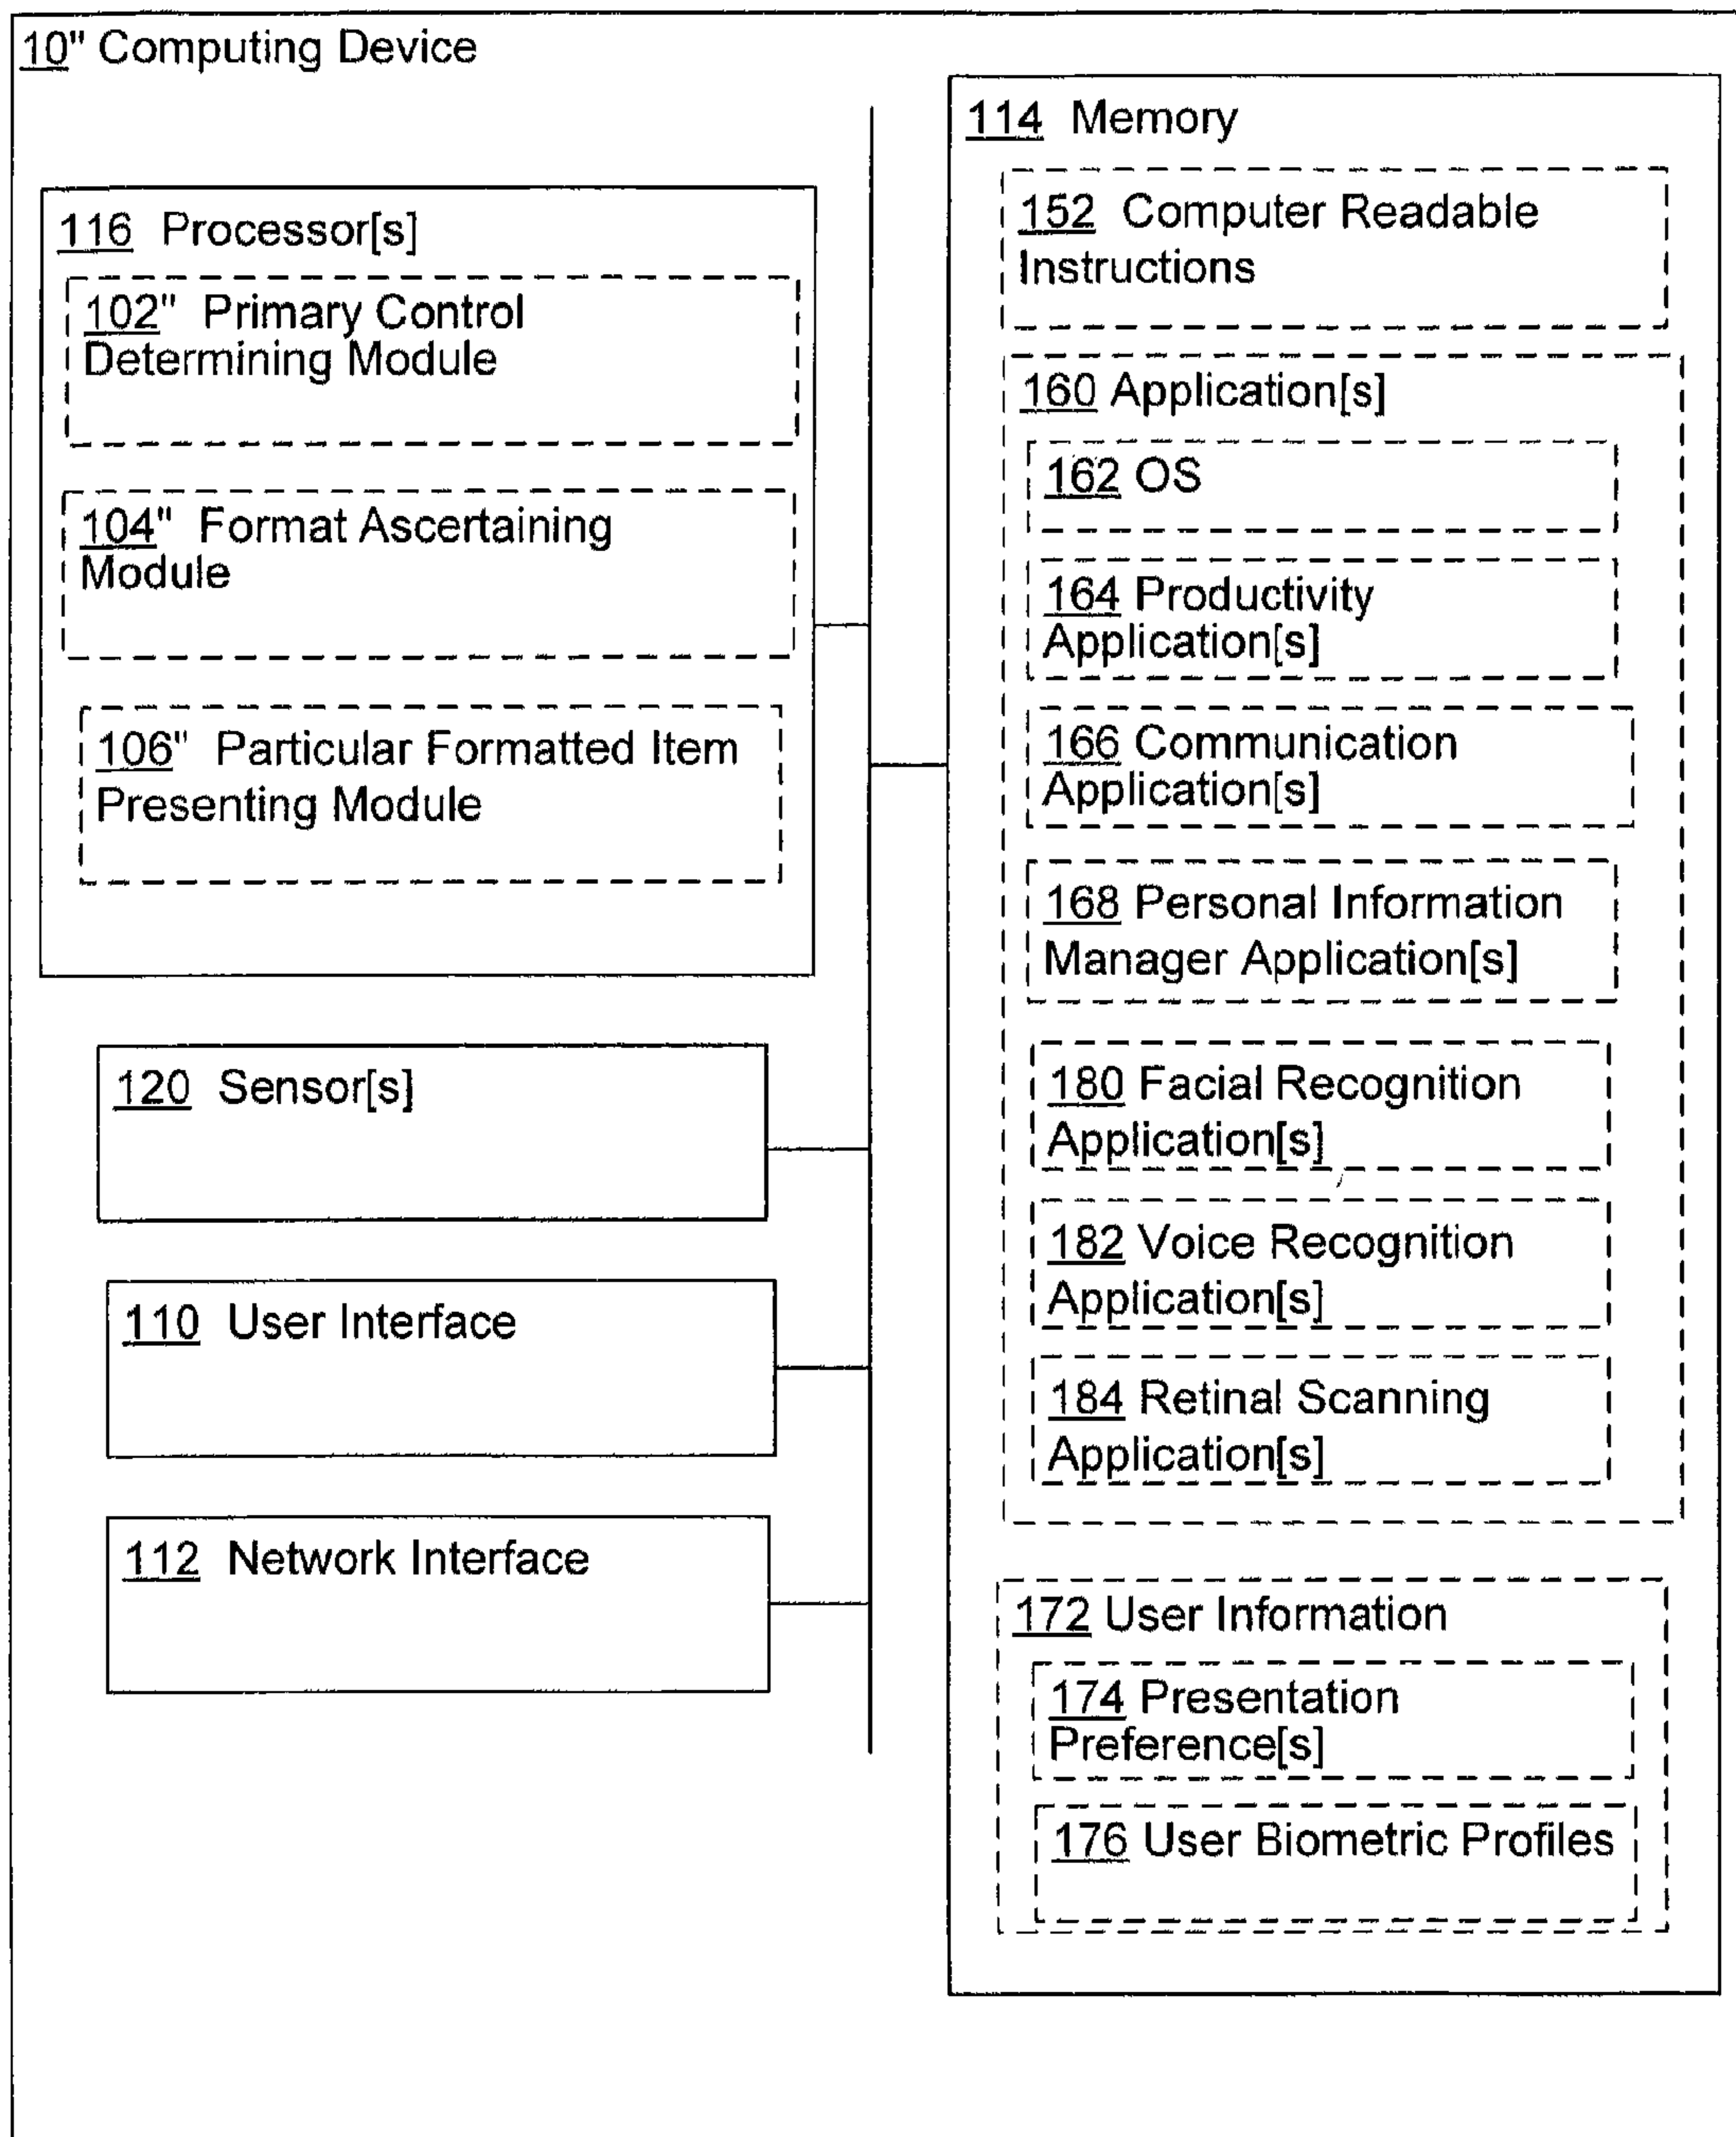 10" Computing Device
116 Processor[s]
102" Primary Control
Determining Module
104" Format Ascertaining
Module
106" Particular Formatted Item
Presenting Module
120 Sensor[s]
110 User Interface
112 Network Interface
114 Memory
152 Computer Readable
Instructions
160 Application[s]
162 OS
164 Productivity
Application[s]
166 Communication
Application[s]
168 Personal Information
Manager Application[s]
180 Facial Recognition
Application[s]
182 Voice Recognition
Application[s]
184 Retinal Scanning
Application[s]
172 User Information
174 Presentation
Preference[s]
176 User Biometric Profiles